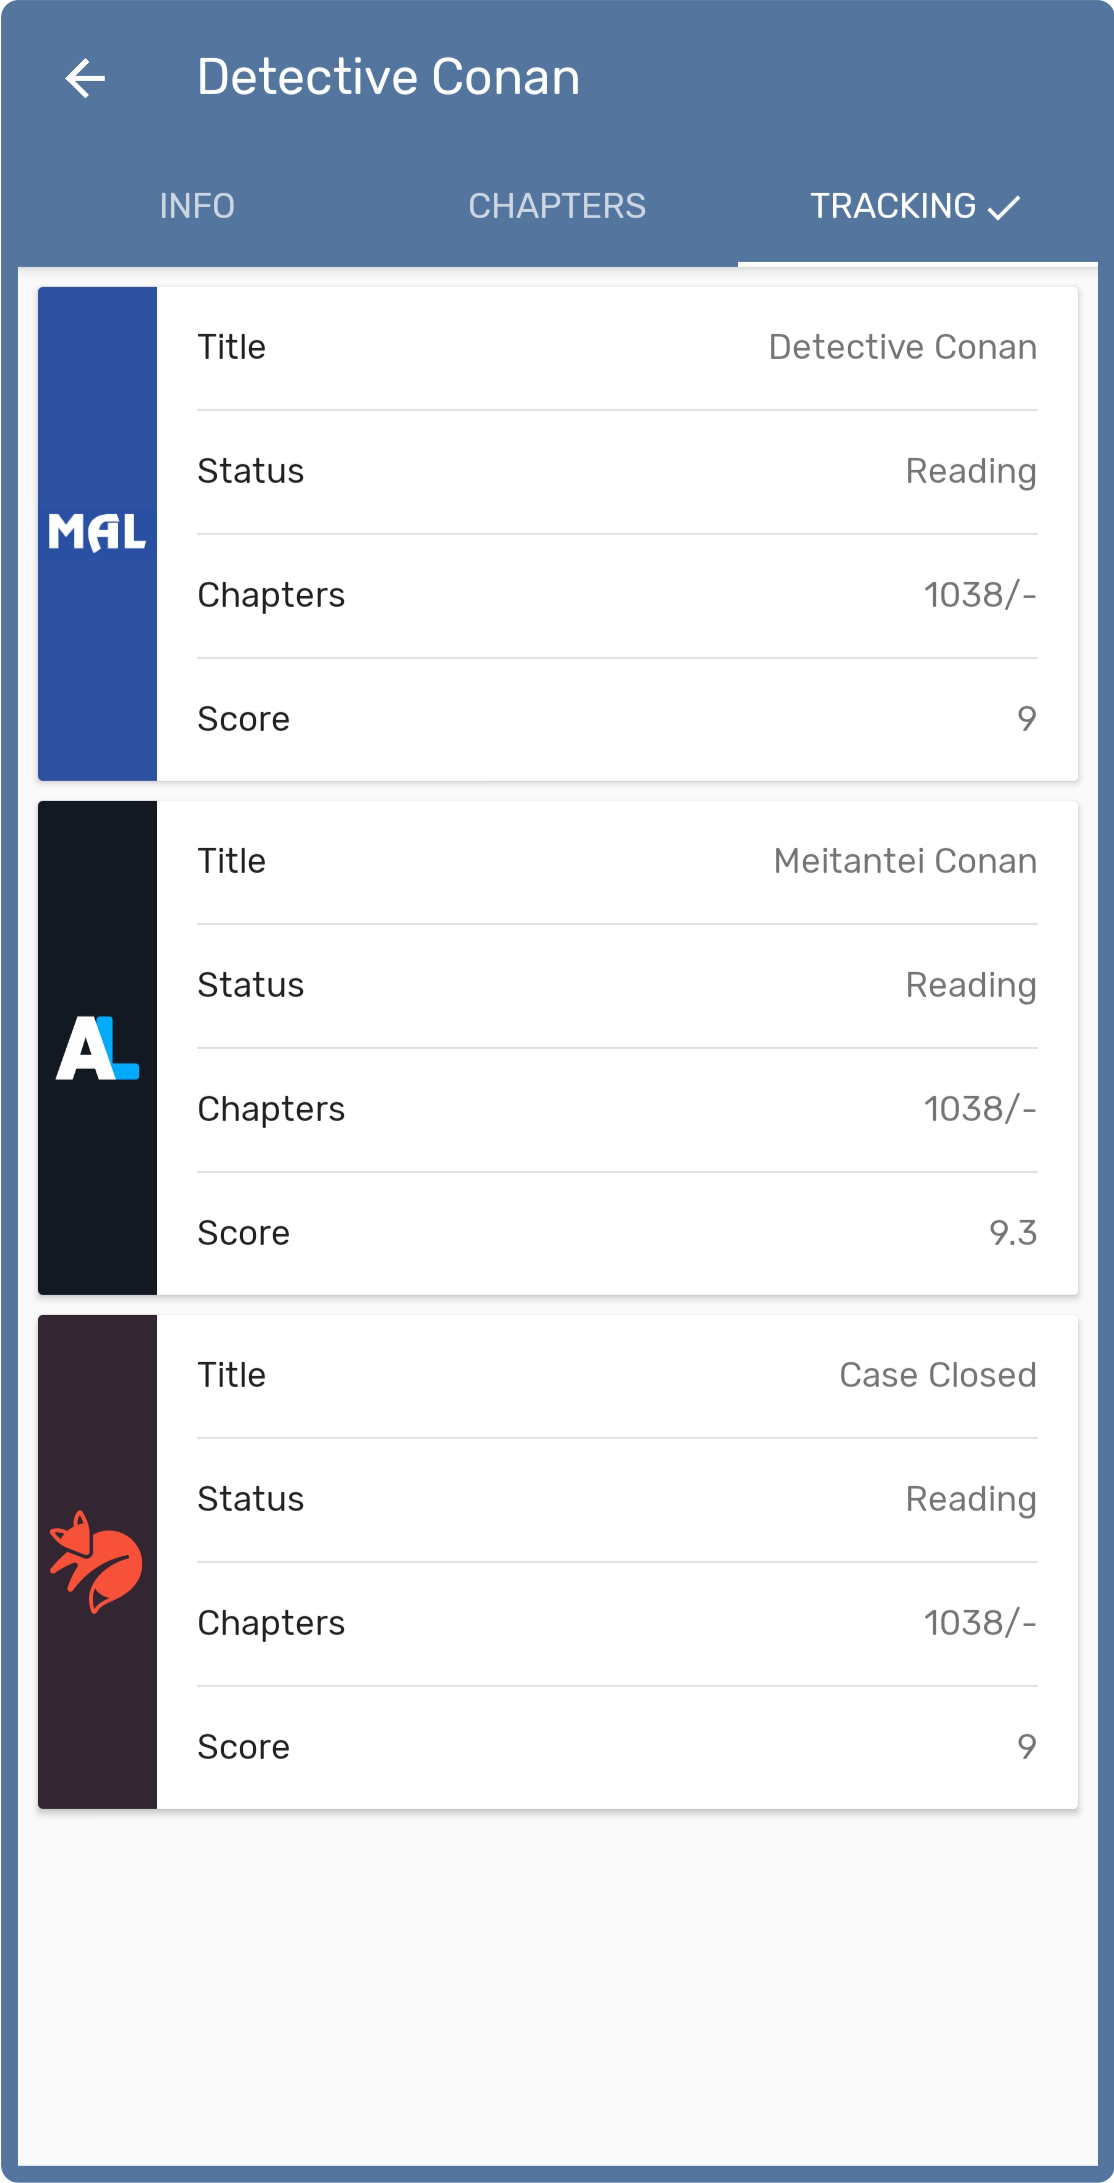 Detective Conan
INFO CHAPTERS TRACKING
Title Detective Conan
Status Reading
MAL
Chapters 1038/-
Score 9
Title Meitantei Conan
Status Reading
AL
Chapters 1038/-
Score 9.3
Title Case Closed
Status Reading
Chapters 1038/-
Score 9